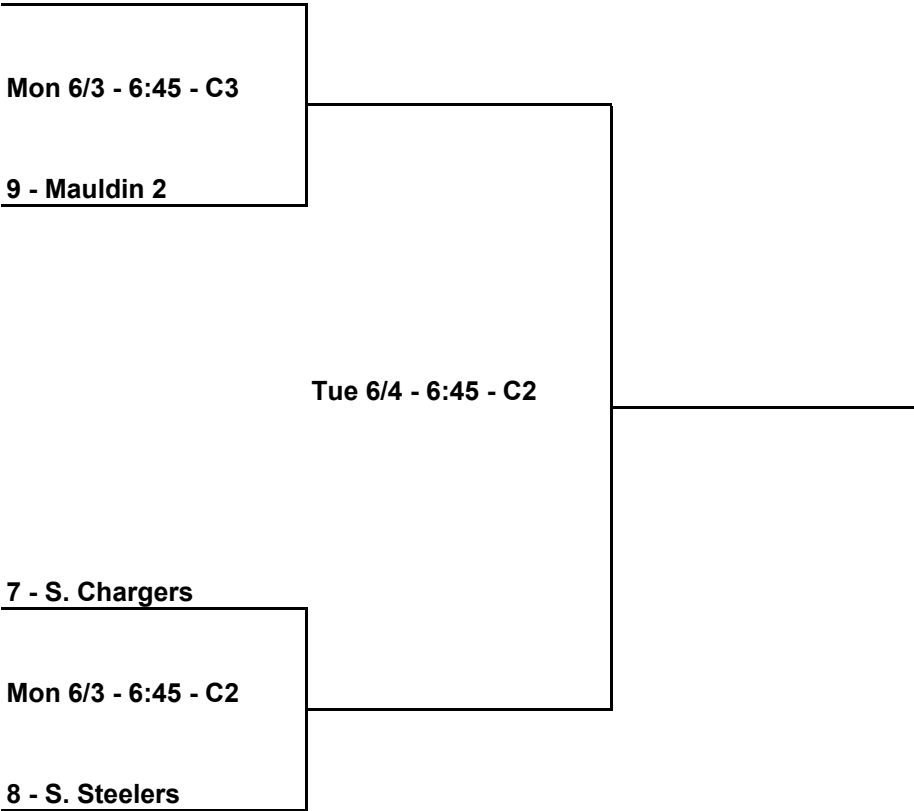 Mon 6/3 - 6:45 - C3
9 - Mauldin 2
Tue 6/4 - 6:45 - C2
7 - S. Chargers
Mon 6/3 - 6:45 - C2
8 - S. Steelers